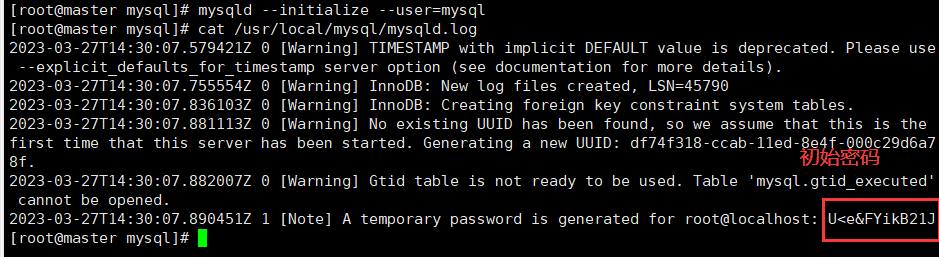 [root@master mysql]# mysqld --initialize --user=mysql
[root@master mysql]# cat /usr/local/mysql/mysqld.log
2023-03-27T14:30:07.579421Z 0 [Warning] TIMESTAMP with implicit DEFAULT value is deprecated. Please use
--explicit_defaults_for_timestamp server option (see documentation for more details).
2023-03-27T14:30:07.755554Z 0 [Warning] InnoDB: New log files created, LSN=45790
2023-03-27T14:30:07.836103Z 0 [Warning] InnoDB: Creating foreign key constraint system tables.
2023-03-27T14:30:07.881113Z 0 [Warning] No existing UUID has been found, so we assume that this is the
first time that this server has been started. Generating a new UUID: df74f318-ccab-11ed-8e4f-000c29d6a7
初始密码
8f.
2023-03-27T14:30:07.882007Z 0 [Warning] Gtid table is not ready to be used. Table 'mysql.gtid_executed'
cannot be opened.
2023-03-27T14:30:07.890451Z 1 [Note] A temporary password is generated for root@localhost: U<e&FYikB21J
[root@master mysql]#